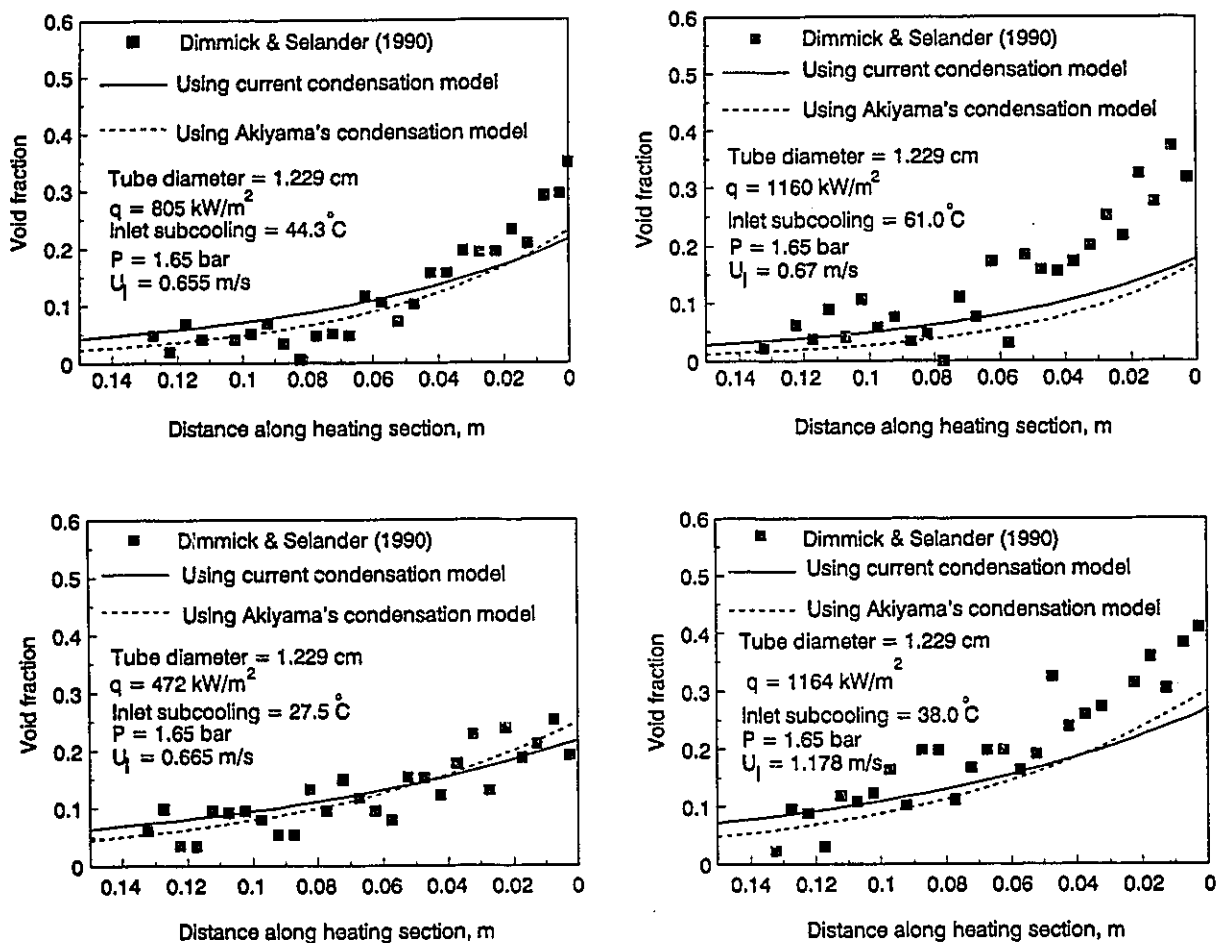 0.6
0.5
0.4
0.3
0.2
0.1
0
Void fraction
Dimmick & Selander (1990)
Using current condensation model
Using Akiyama's condensation model
Tube diameter = 1.229 cm
q = 805 kW/m²
Inlet subcooling = 44.3°C
P = 1.65 bar
U_l = 0.655 m/s
0.14 0.12 0.1 0.08 0.06 0.04 0.02 0
Distance along heating section, m
0.6
0.5
0.4
0.3
0.2
0.1
0
Void fraction
Dimmick & Selander (1990)
Using current condensation model
Using Akiyama's condensation model
Tube diameter = 1.229 cm
q = 1160 kW/m²
Inlet subcooling = 61.0°C
P = 1.65 bar
U_l = 0.67 m/s
0.14 0.12 0.1 0.08 0.06 0.04 0.02 0
Distance along heating section, m
0.6
0.5
0.4
0.3
0.2
0.1
0
Void fraction
Dimmick & Selander (1990)
Using current condensation model
Using Akiyama's condensation model
Tube diameter = 1.229 cm
q = 472 kW/m²
Inlet subcooling = 27.5°C
P = 1.65 bar
U_l = 0.665 m/s
0.14 0.12 0.1 0.08 0.06 0.04 0.02 0
Distance along heating section, m
0.6
0.5
0.4
0.3
0.2
0.1
0
Void fraction
Dimmick & Selander (1990)
Using current condensation model
Using Akiyama's condensation model
Tube diameter = 1.229 cm
q = 1164 kW/m²
Inlet subcooling = 38.0°C
P = 1.65 bar
U_l = 1.178 m/s
0.14 0.12 0.1 0.08 0.06 0.04 0.02 0
Distance along heating section, m